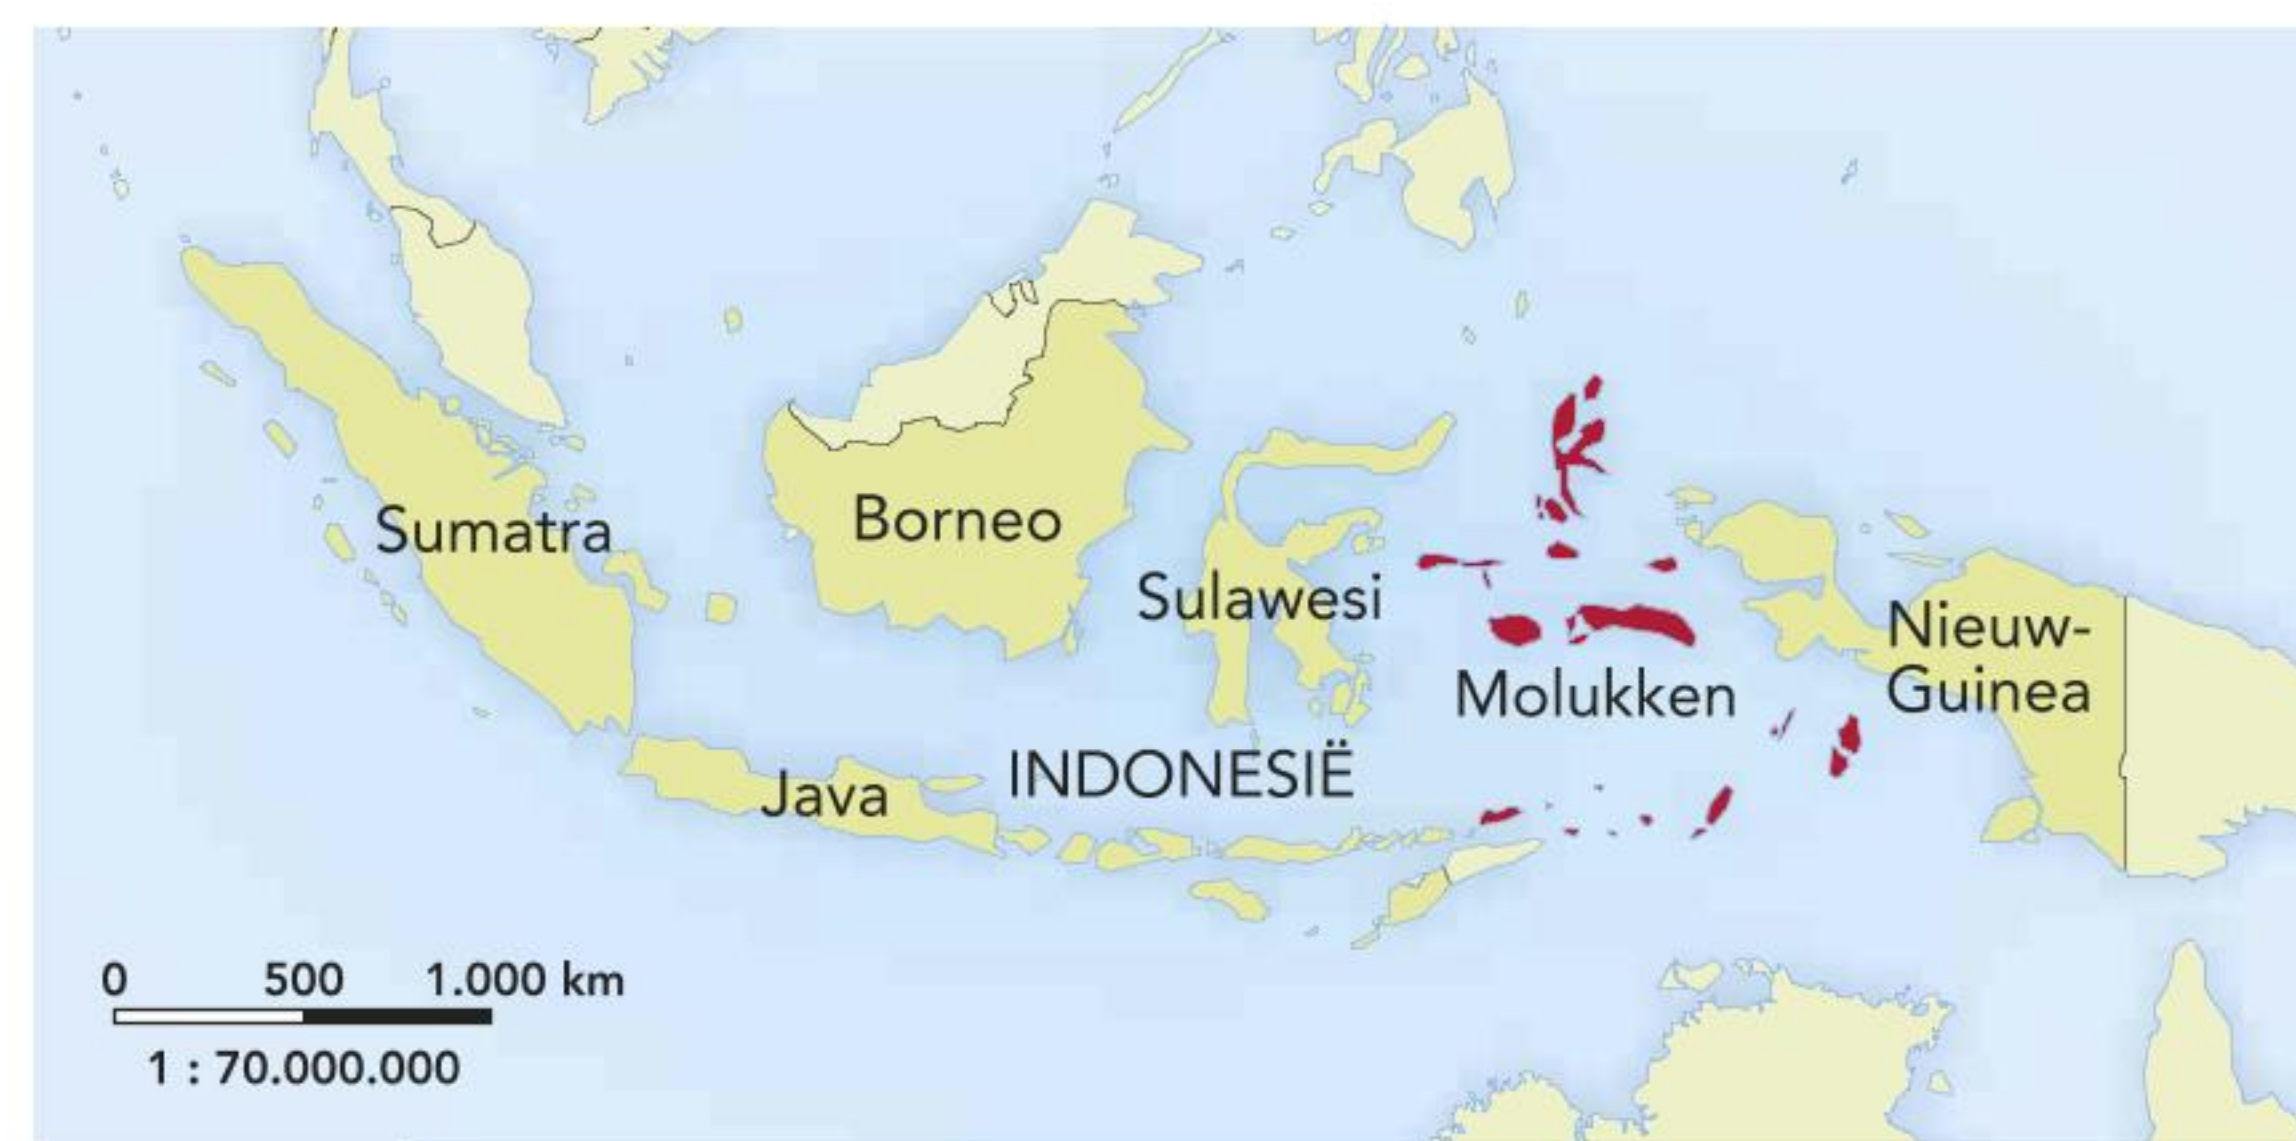 Sumatra
Borneo
Sulawesi
Molukken
Nieuw-
Guinea
Java
INDONESIË
0 500 1.000 km
1 : 70.000.000